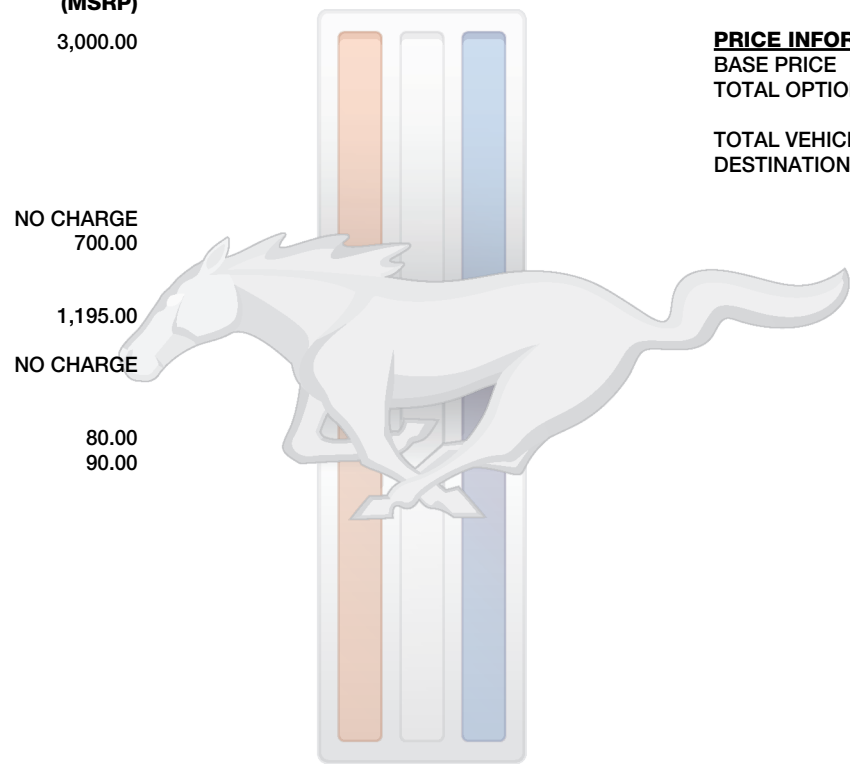 (MSRP)
3,000.00
NO CHARGE
700.00
1,195.00
NO CHARGE
80.00
90.00
PRICE INFOR
BASE PRICE
TOTAL OPTIO
TOTAL VEHICL
DESTINATION